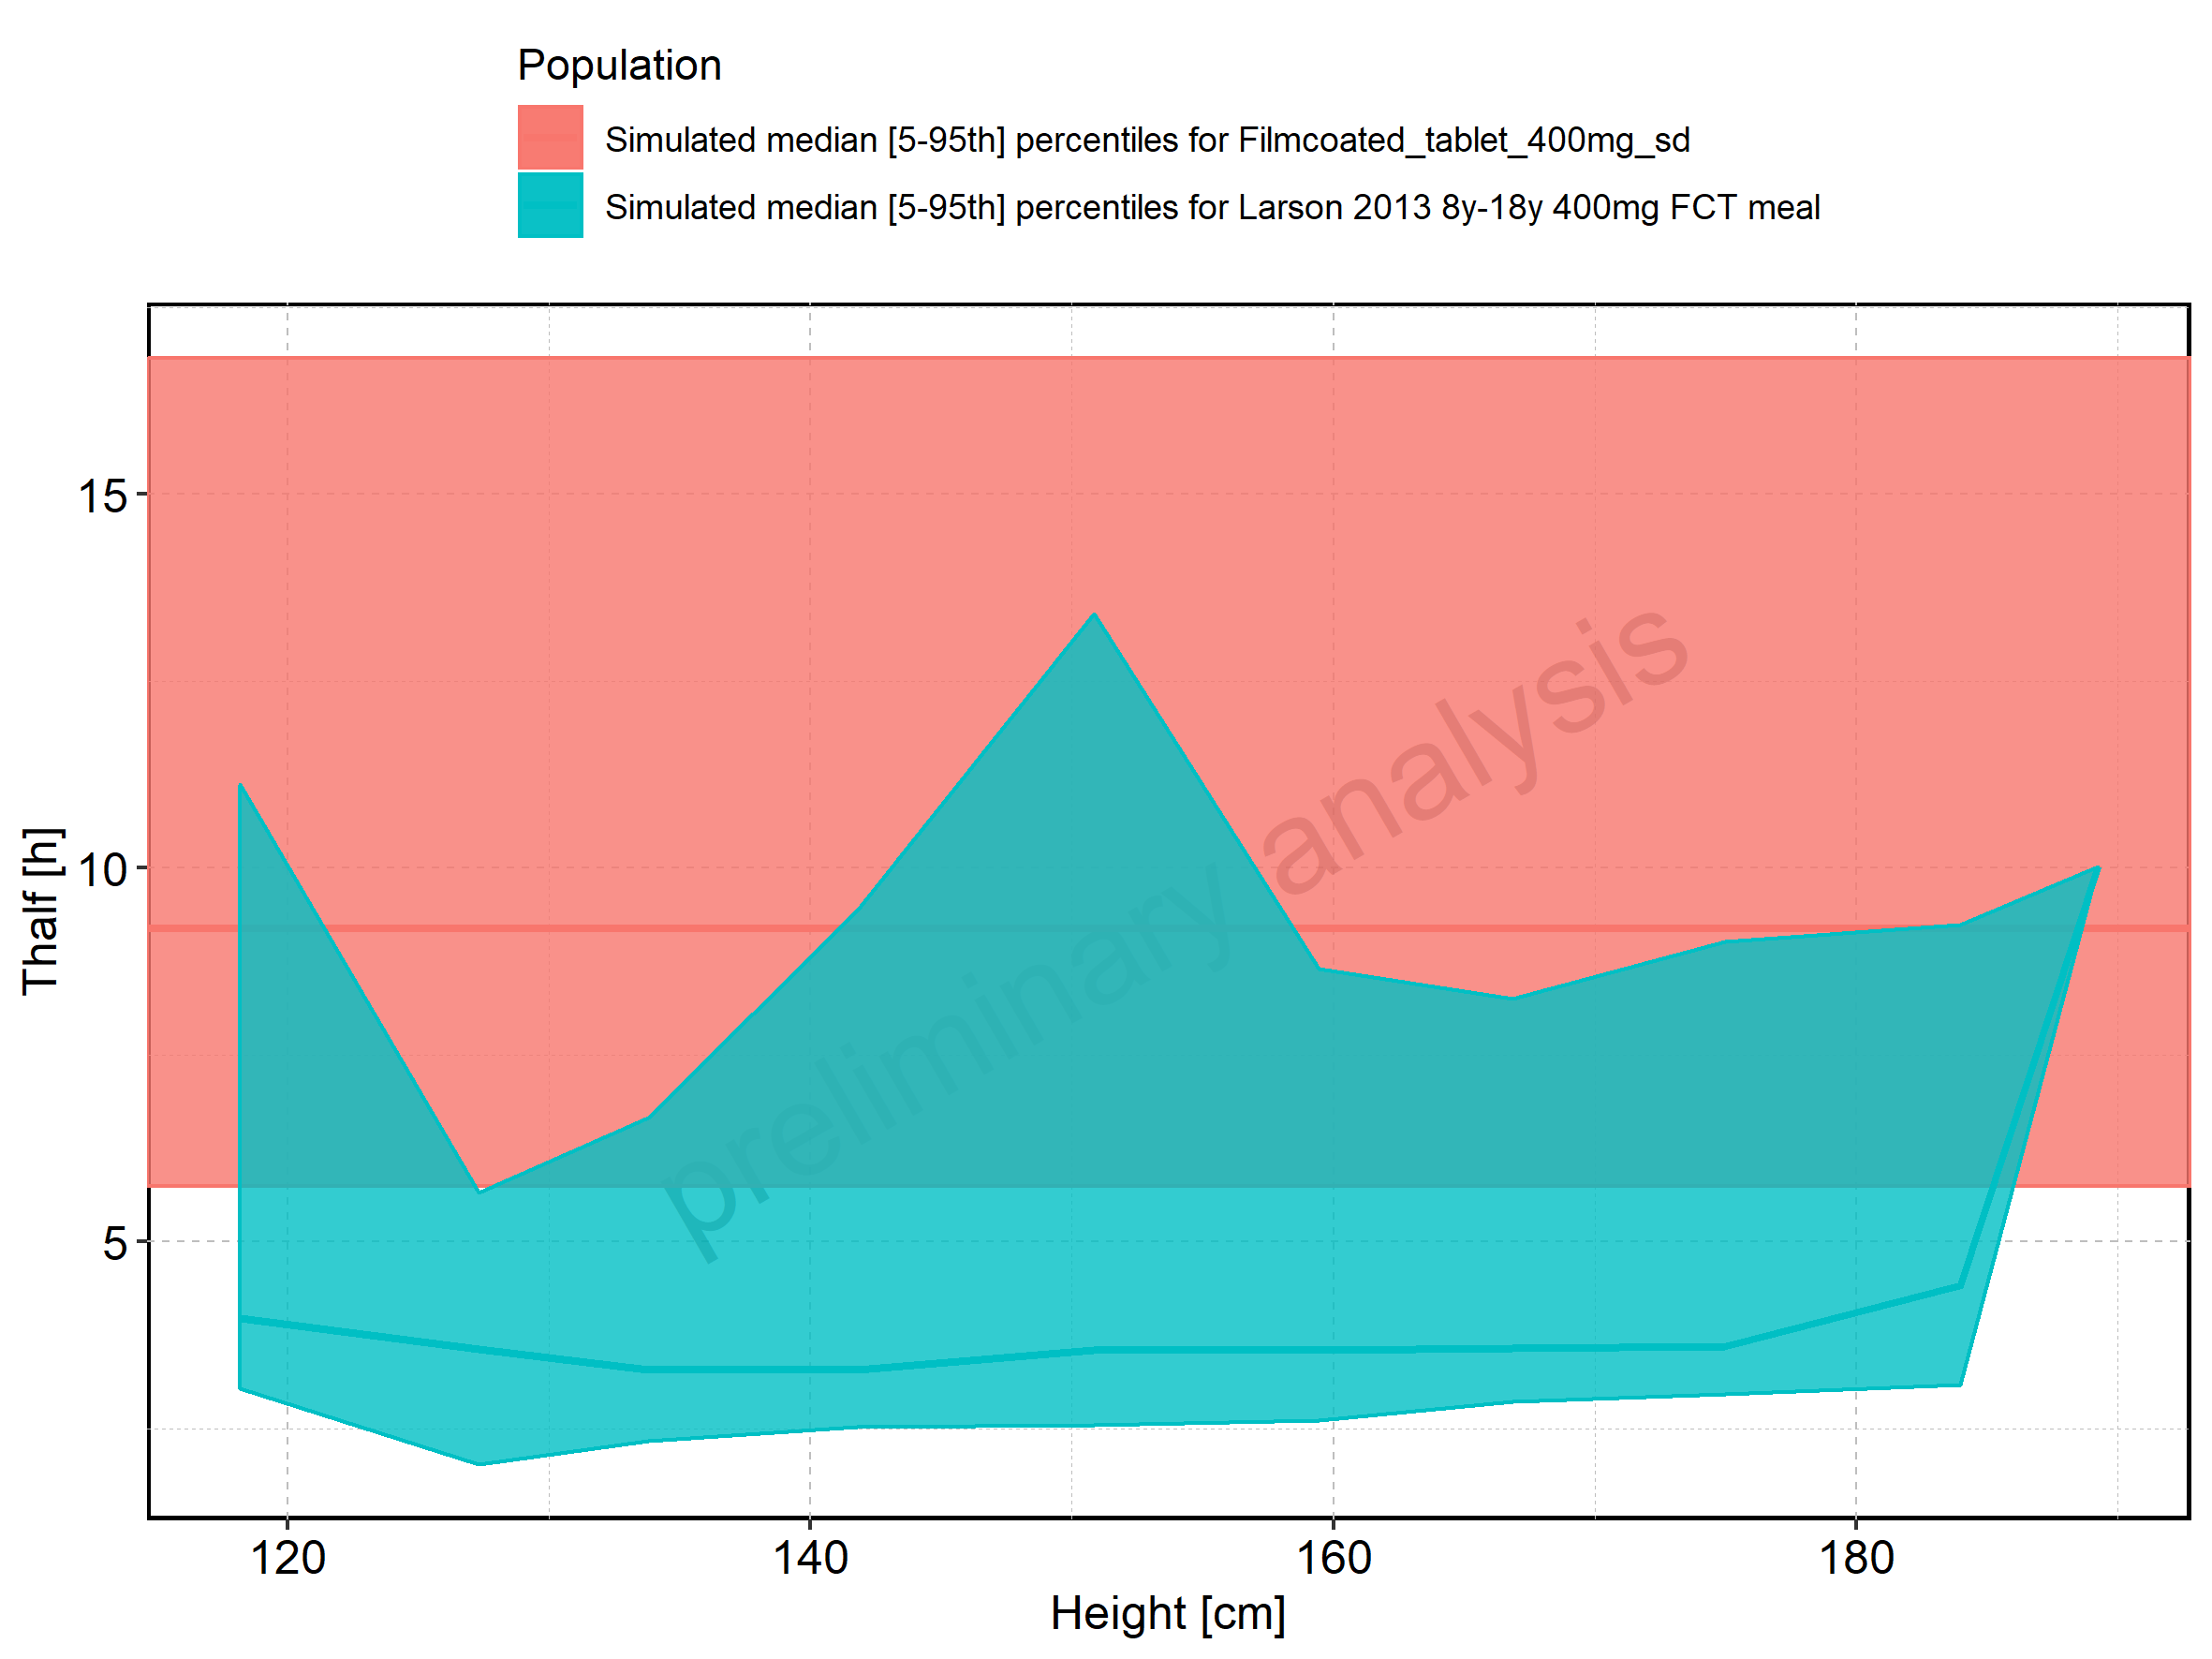 Population
Simulated median [5-95th] percentiles for Filmcoated_tablet_400mg_sd
Simulated median [5-95th] percentiles for Larson 2013 8y-18y 400mg FCT meal
15
10
5
Thalf [h]
preliminary analysis
120 140 160 180
Height [cm]